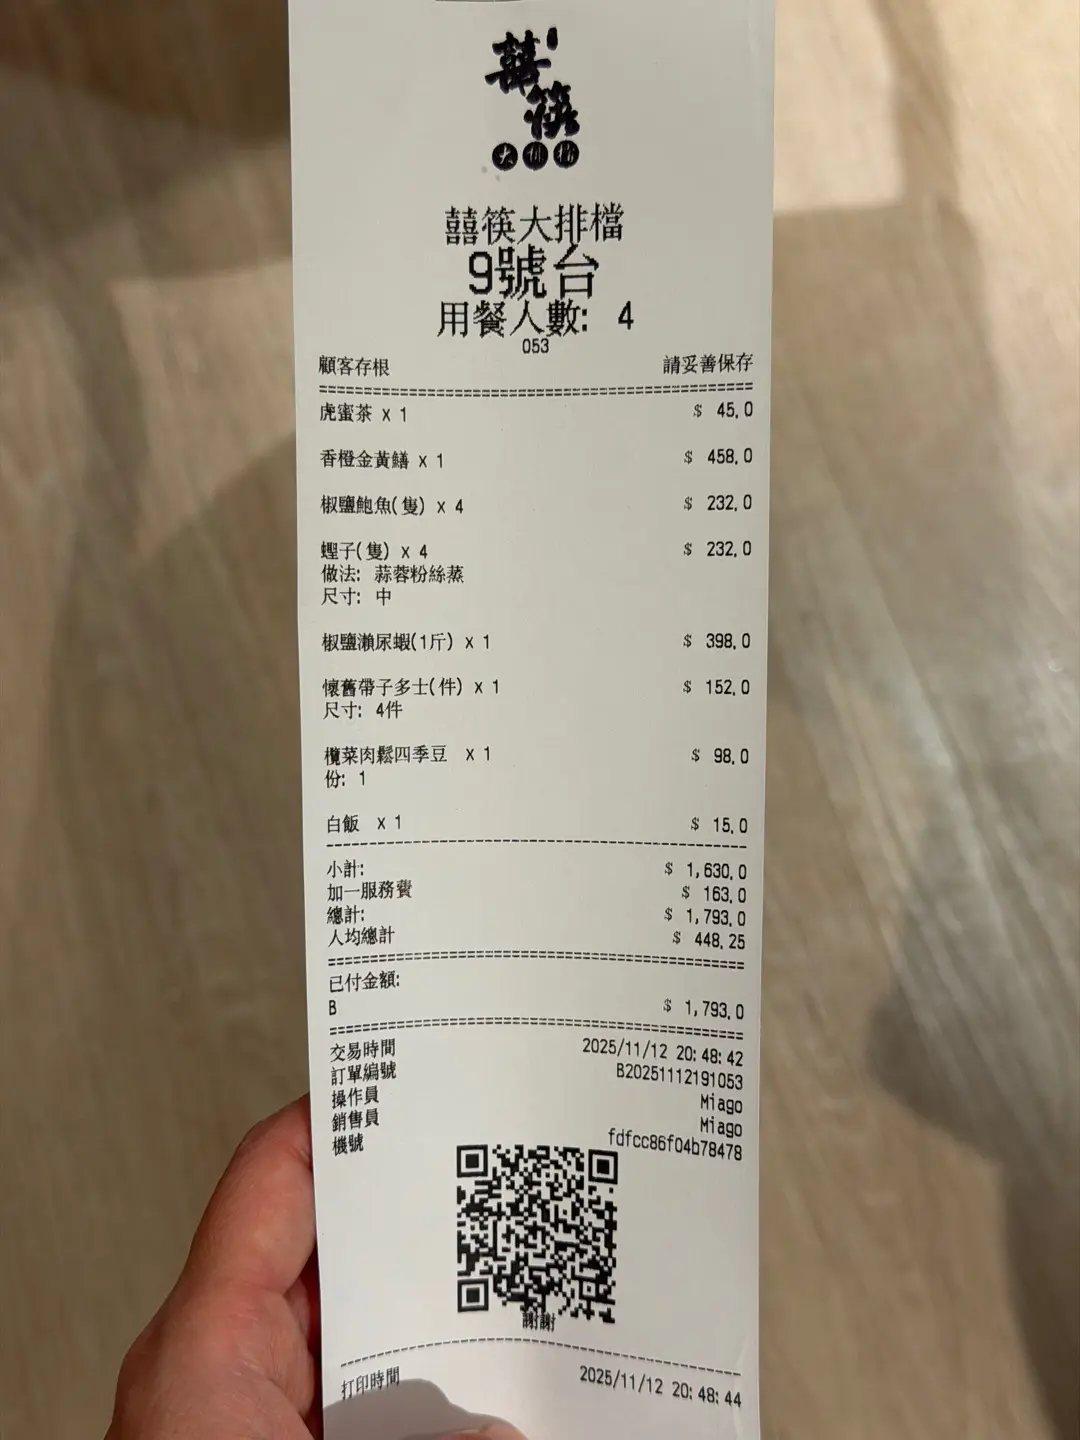 囍筷
大排檔
囍筷大排檔
9號台
用餐人數: 4
053
顧客存根 請妥善保存
虎蜜茶 x 1 $ 45.0
香橙金黃鱔 x 1 $ 458.0
椒鹽鮑魚(隻) x 4 $ 232.0
蟶子(隻) x 4 $ 232.0
做法: 蒜蓉粉絲蒸
尺寸: 中
椒鹽瀨尿蝦(1斤) x 1 $ 398.0
懷舊帶子多士(件) x 1 $ 152.0
尺寸: 4件
欖菜肉鬆四季豆 x 1 $ 98.0
份: 1
白飯 x 1 $ 15.0
小計: $ 1,630.0
加一服務費 $ 163.0
總計: $ 1,793.0
人均總計 $ 448.25
已付金額:
B $ 1,793.0
交易時間 2025/11/12 20:48:42
訂單編號 B20251112191053
操作員 Miago
銷售員 Miago
機號 fdfcc86f04b78478
謝謝
打印時間 2025/11/12 20:48:44